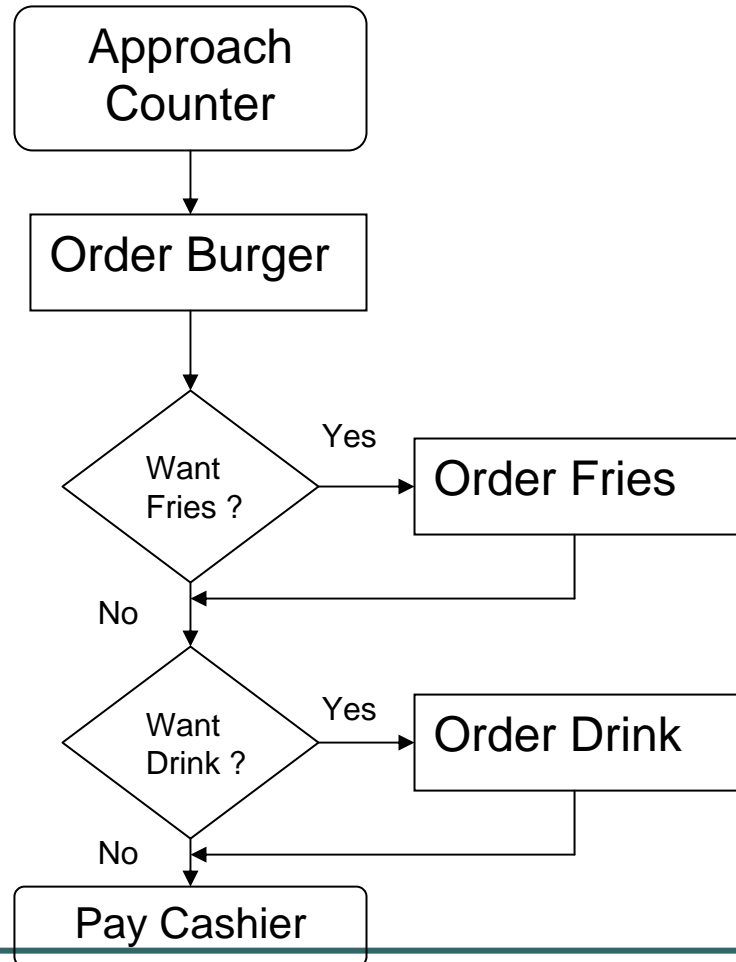 Approach
Counter
Order Burger
Yes
Want
Fries ?
Order Fries
No
Yes
Want
Drink ?
Order Drink
No
Pay Cashier